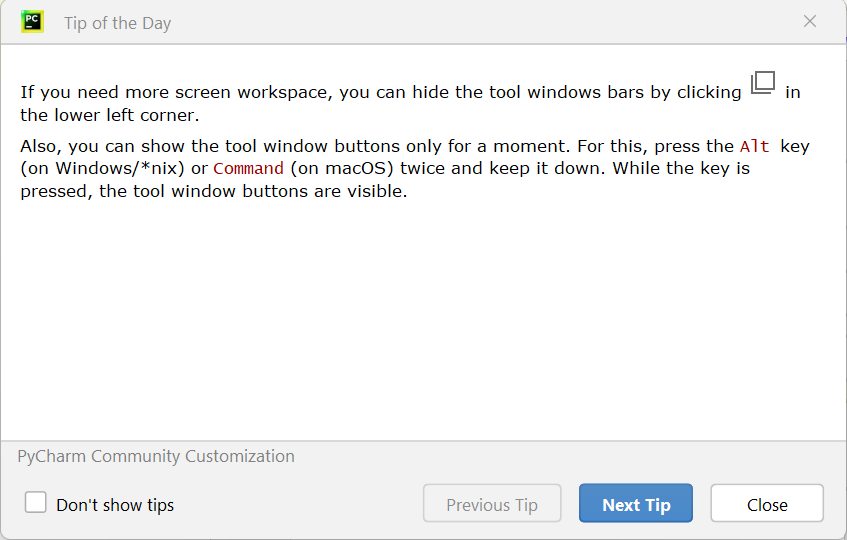 PC
Tip of the Day
If you need more screen workspace, you can hide the tool windows bars by clicking in
the lower left corner.
Also, you can show the tool window buttons only for a moment. For this, press the Alt key
(on Windows/*nix) or Command (on macOS) twice and keep it down. While the key is
pressed, the tool window buttons are visible.
PyCharm Community Customization
Don't show tips
Previous Tip
Next Tip
Close